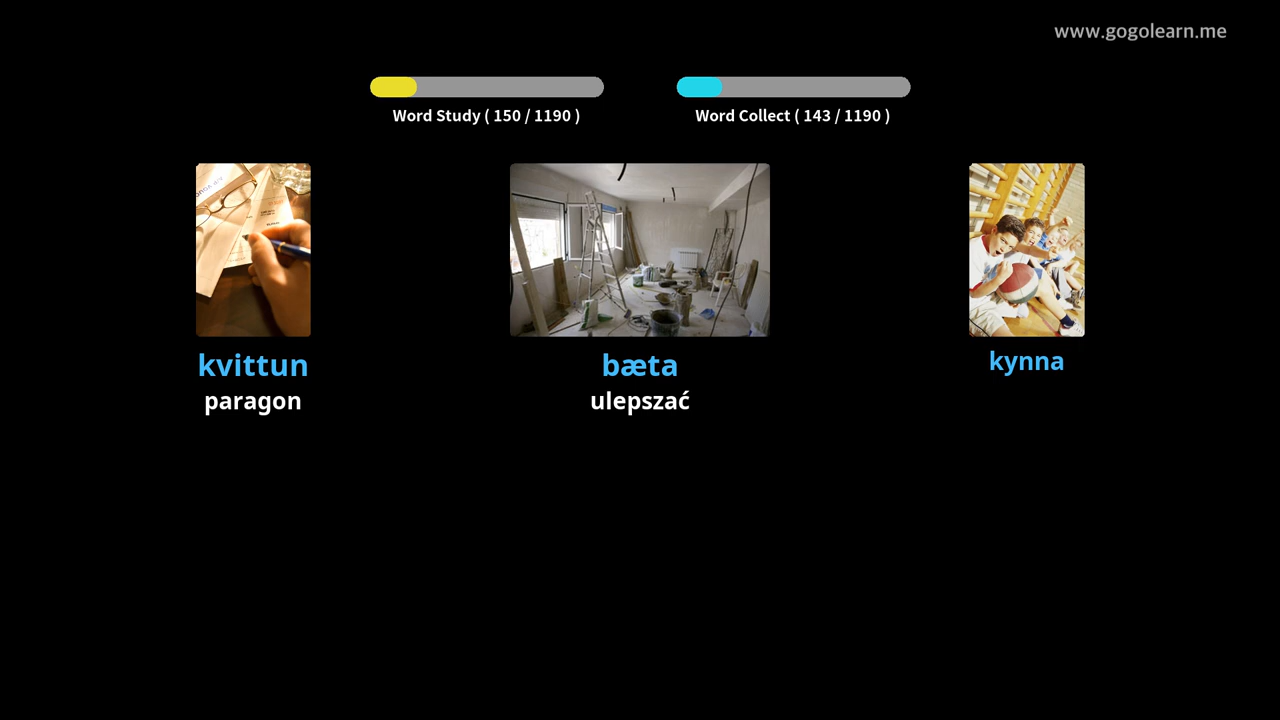 www.gogolearn.me
Word Study ( 150 / 1190 )
Word Collect ( 143 / 1190 )
kvittun
paragon
bæta
ulepszać
kynna